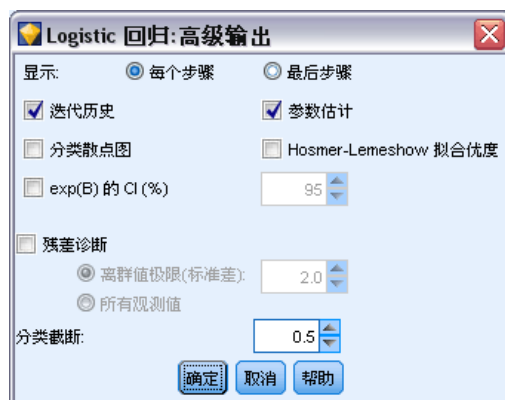 Logistic 回归:高级输出
显示: 每个步骤 最后步骤
迭代历史 参数估计
分类散点图 Hosmer-Lemeshow 拟合优度
exp(B) 的 CI (%) 95
残差诊断
离群值极限(标准差): 2.0
所有观测值
分类截断: 0.5
确定 取消 帮助